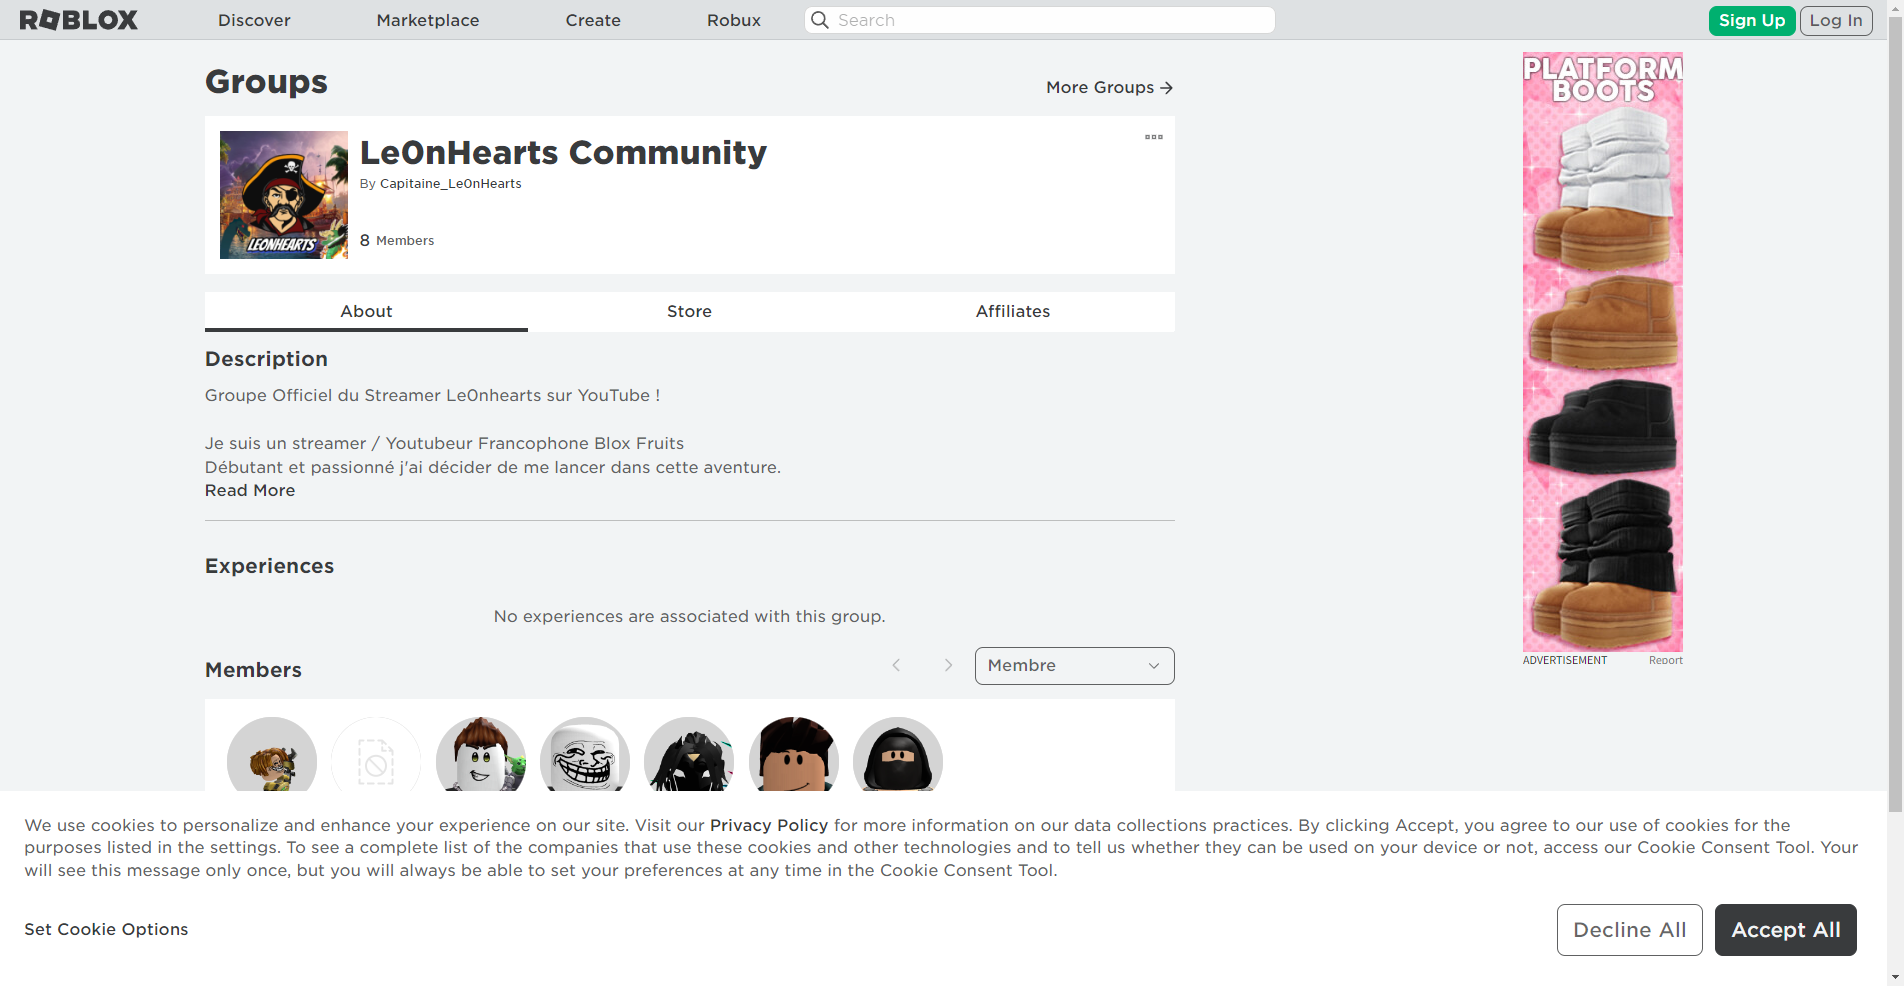 ROBLOX
Discover
Marketplace
Create
Robux
Search
Sign Up
Log In
Groups
More Groups
LEONHEARTS
Le0nHearts Community
By Capitaine_Le0nHearts
8 Members
About
Store
Affiliates
Description
Groupe Officiel du Streamer Le0nhearts sur YouTube !
Je suis un streamer / Youtubeur Francophone Blox Fruits
Débutant et passionné j'ai décider de me lancer dans cette aventure.
Read More
Experiences
No experiences are associated with this group.
Members
Membre
PLATFORM
BOOTS
ADVERTISEMENT
Report
We use cookies to personalize and enhance your experience on our site. Visit our Privacy Policy for more information on our data collections practices. By clicking Accept, you agree to our use of cookies for the
purposes listed in the settings. To see a complete list of the companies that use these cookies and other technologies and to tell us whether they can be used on your device or not, access our Cookie Consent Tool. Your
will see this message only once, but you will always be able to set your preferences at any time in the Cookie Consent Tool.
Set Cookie Options
Decline All
Accept All